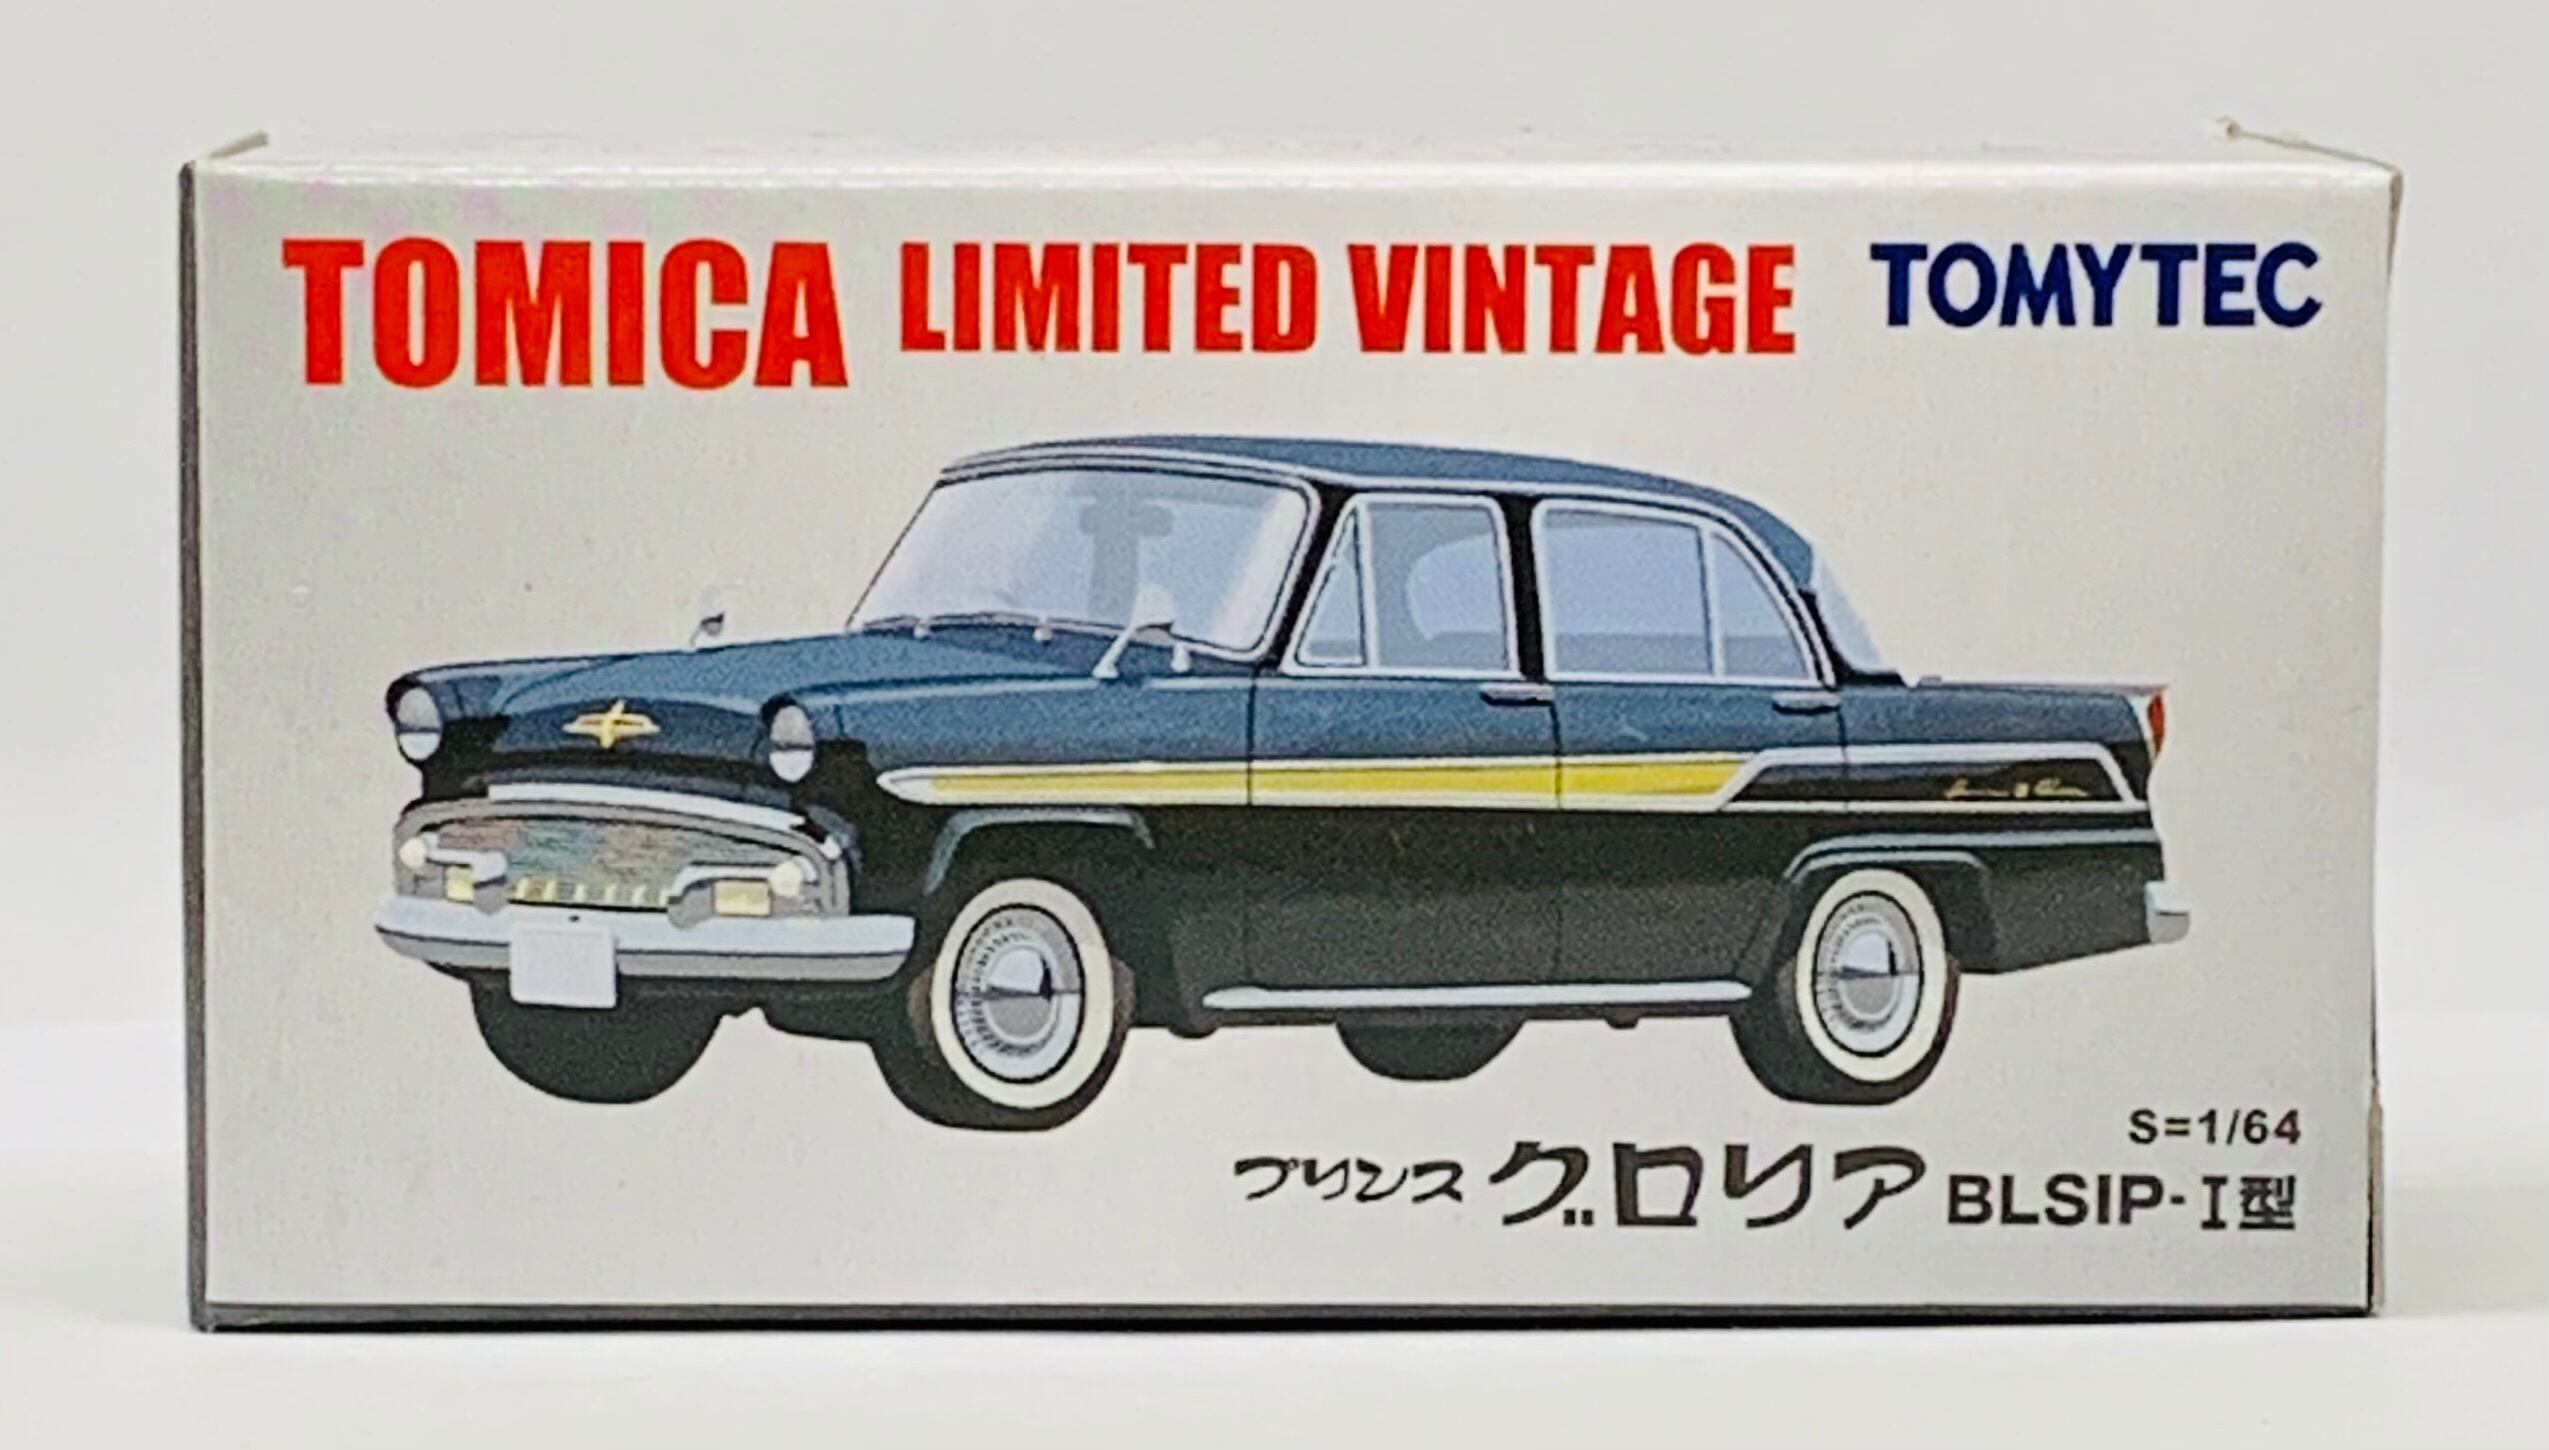 TOMICA LIMITED VINTAGE TOMYTEC
S=1/64
プリンス グロリア BLSIP-I型